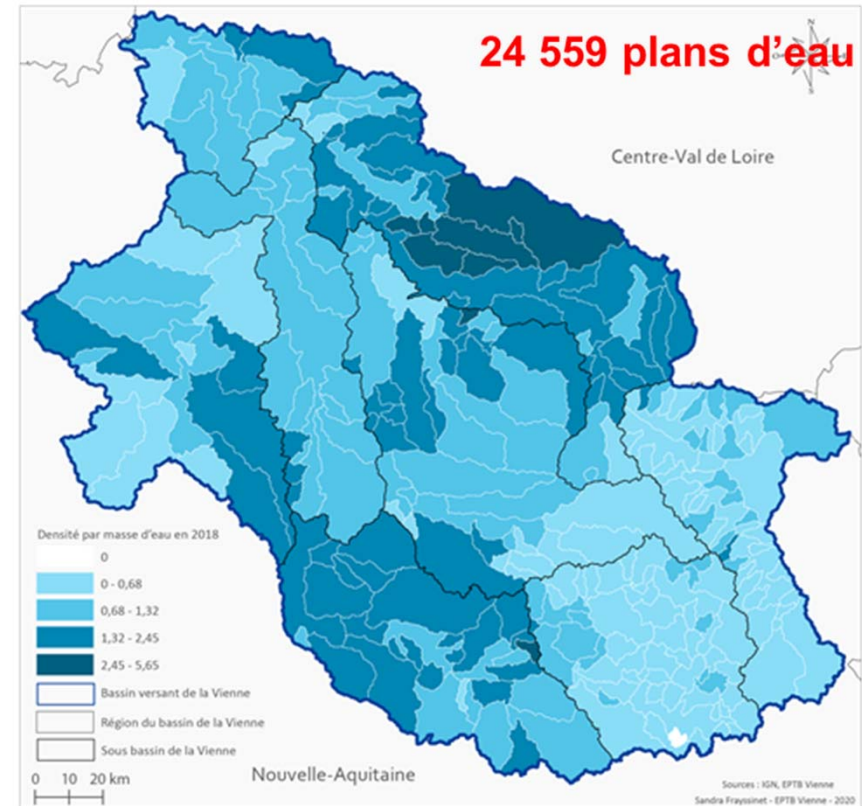 24 559 plans d'eau
N
O
E
S
Centre-Val de Loire
Densité par masse d'eau en 2018
0
0 - 0,68
0,68 - 1,32
1,32 - 2,45
2,45 - 5,65
Bassin versant de la Vienne
Région du bassin de la Vienne
Sous bassin de la Vienne
0 10 20 km
Nouvelle-Aquitaine
Sources : IGN, EPTB Vienne
Sandra Frayssinet - EPTB Vienne - 2020